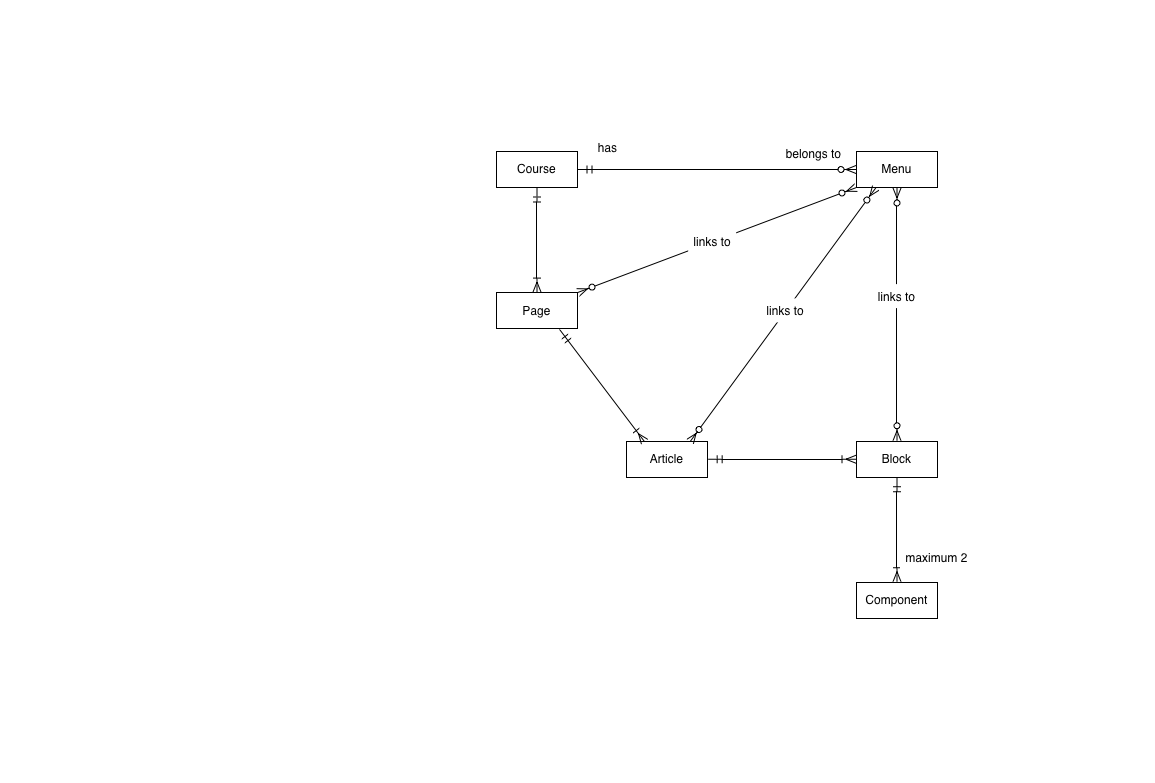 has
belongs to
Course
Menu
links to
links to
Page
links to
Article
Block
maximum 2
Component